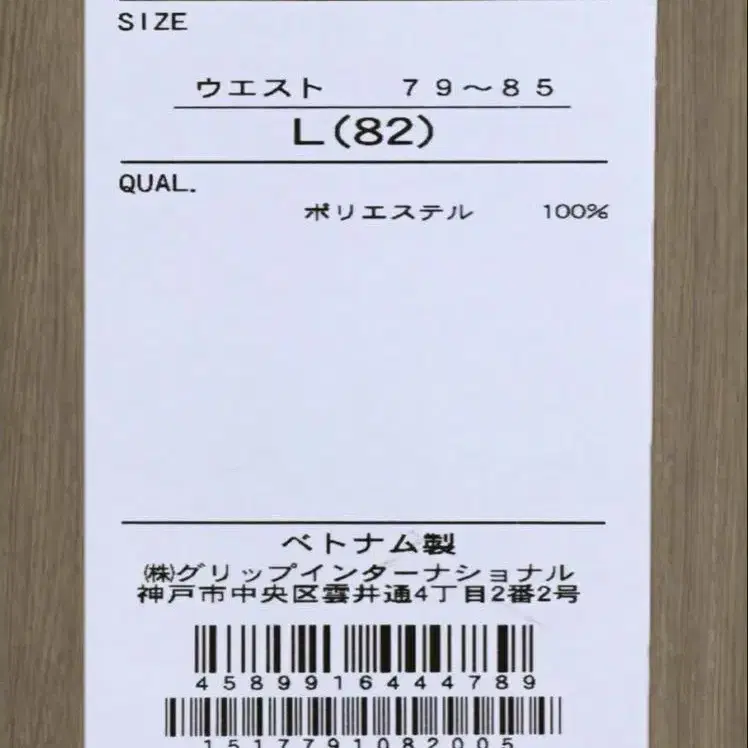 SIZE
ウエスト 79〜85
L(82)
QUAL.
ポリエステル 100%
ベトナム製
㈱グリップインターナショナル
神戸市中央区雲井通4丁目2番2号
4589916444789
1517791082005